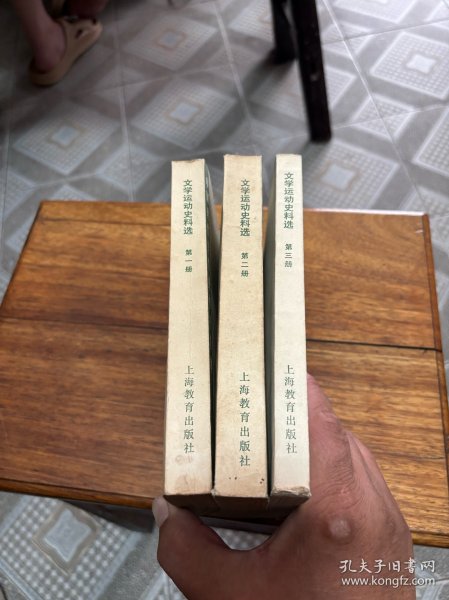 文学运动史料选
第一册
上海教育出版社
文学运动史料选
第二册
上海教育出版社
文学运动史料选
第三册
上海教育出版社
孔夫子旧书网
www.kongfz.com